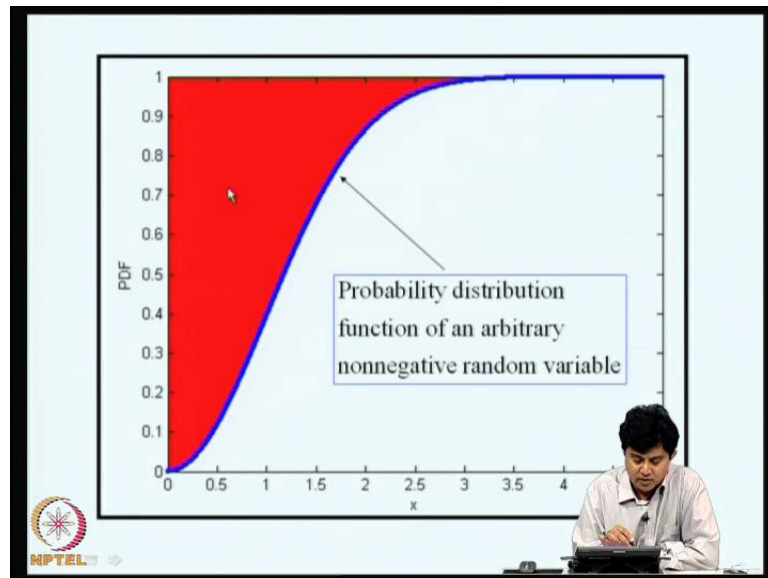 1
0.9
0.8
0.7
0.6
0.5
0.4
0.3
0.2
0.1
0
PDF
Probability distribution
function of an arbitrary
nonnegative random variable
0 0.5 1 1.5 2 2.5 3 3.5 4
x
NPTEL